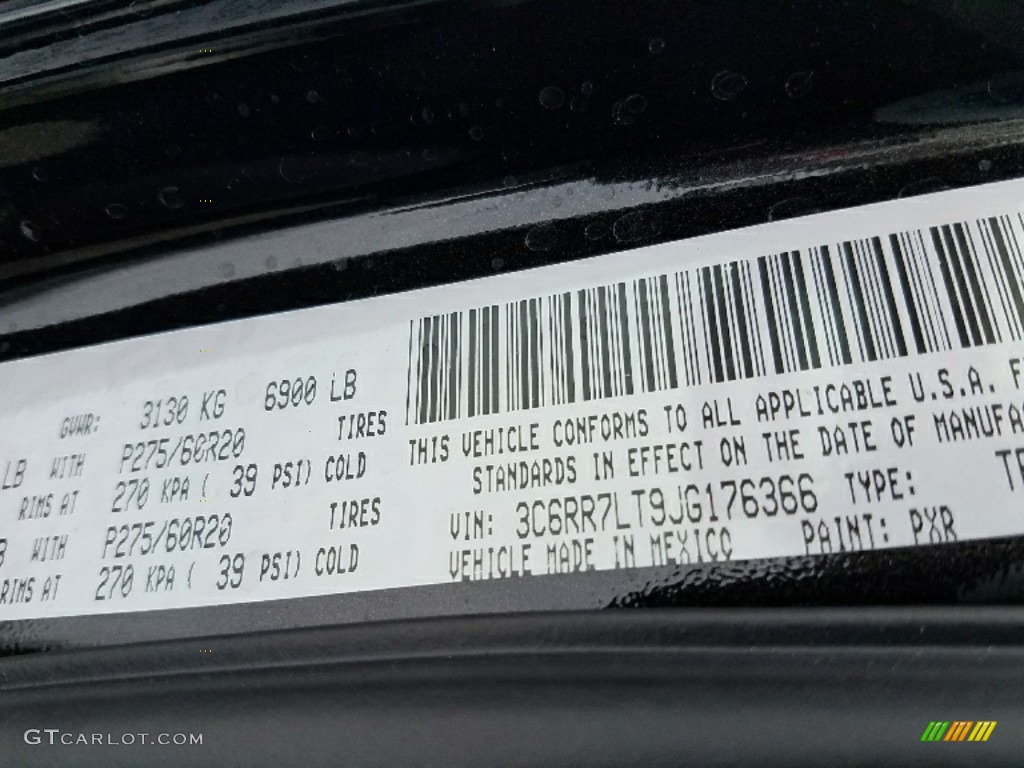 GVWR: 3130 KG 6900 LB
LB WITH P275/60R20 TIRES
RIMS AT 270 KPA ( 39 PSI) COLD
WITH P275/60R20 TIRES
RIMS AT 270 KPA ( 39 PSI) COLD
THIS VEHICLE CONFORMS TO ALL APPLICABLE U.S.A. F
STANDARDS IN EFFECT ON THE DATE OF MANUFA
VIN: 3C6RR7LT9JG176366 TYPE: TR
VEHICLE MADE IN MEXICO PAINT: PXR
GTCARLOT.COM